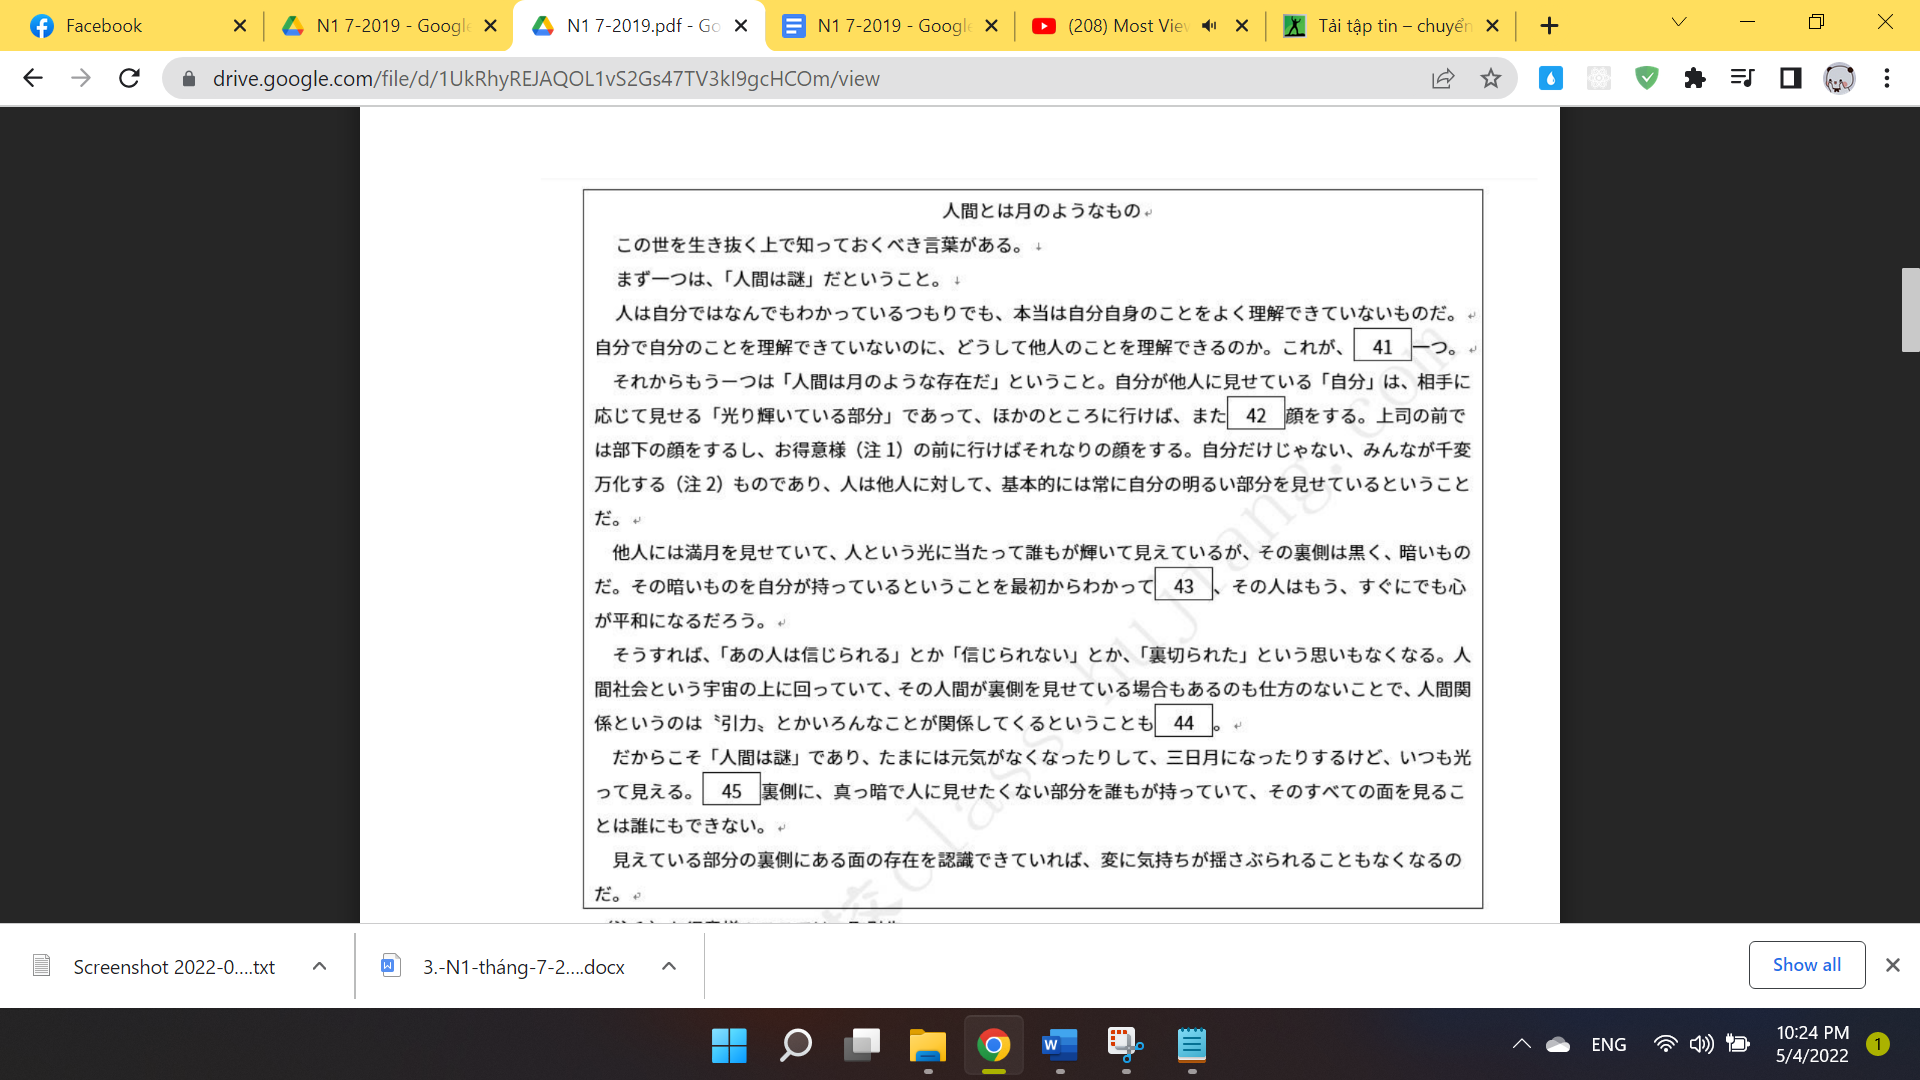 Facebook
N1 7-2019 - Google
N1 7-2019.pdf - Go
N1 7-2019 - Google
(208) Most View
Tải tập tin – chuyển
drive.google.com/file/d/1UkRhyREJAQOL1vS2Gs47TV3kI9gcHCOm/view
人間とは月のようなもの
この世を生き抜く上で知っておくべき言葉がある。
まず一つは、「人間は謎」だということ。
人は自分ではなんでもわかっているつもりでも、本当は自分自身のことをよく理解できていないものだ。
自分で自分のことを理解できていないのに、どうして他人のことを理解できるのか。これが、 41 一つ。
それからもう一つは「人間は月のような存在だ」ということ。自分が他人に見せている「自分」は、相手に
応じて見せる「光り輝いている部分」であって、ほかのところに行けば、また 42 顔をする。上司の前で
は部下の顔をするし、お得意様（注 1）の前に行けばそれなりの顔をする。自分だけじゃない、みんなが千変
万化する（注 2）ものであり、人は他人に対して、基本的には常に自分の明るい部分を見せているということ
だ。
他人には満月を見せていて、人という光に当たって誰もが輝いて見えているが、その裏側は黒く、暗いもの
だ。その暗いものを自分が持っているということを最初からわかって 43 、その人はもう、すぐにでも心
が平和になるだろう。
そうすれば、「あの人は信じられる」とか「信じられない」とか、「裏切られた」という思いもなくなる。人
間社会という宇宙の上に回っていて、その人間が裏側を見せている場合もあるのも仕方のないことで、人間関
係というのは〝引力〟とかいろんなことが関係してくるということも 44 。
だからこそ「人間は謎」であり、たまには元気がなくなったりして、三日月になったりするけど、いつも光
って見える。 45 裏側に、真っ暗で人に見せたくない部分を誰もが持っていて、そのすべての面を見るこ
とは誰にもできない。
見えている部分の裏側にある面の存在を認識できていれば、変に気持ちが揺さぶられることもなくなるの
だ。
class.hujiang.com
Screenshot 2022-0....txt
3.-N1-tháng-7-2....docx
Show all
ENG
10:24 PM
5/4/2022
1